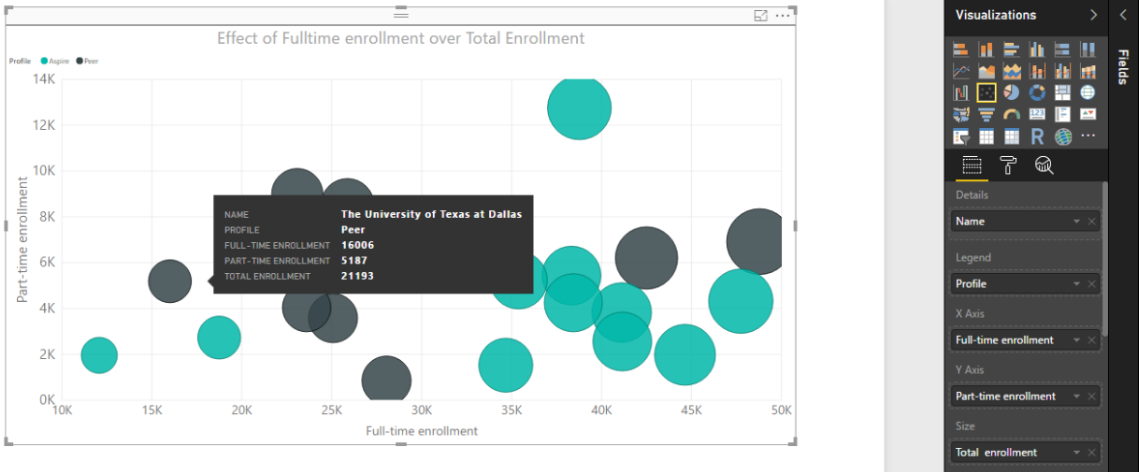 Effect of Fulltime enrollment over Total Enrollment
Profile Aspire Peer
14K
12K
10K
8K
6K
4K
2K
0K
Part-time enrollment
NAME The University of Texas at Dallas
PROFILE Peer
FULL-TIME ENROLLMENT 16006
PART-TIME ENROLLMENT 5187
TOTAL ENROLLMENT 21193
10K 15K 20K 25K 30K 35K 40K 45K 50K
Full-time enrollment
Visualizations
Fields
123
R
Details
Name
Legend
Profile
X Axis
Full-time enrollment
Y Axis
Part-time enrollment
Size
Total enrollment